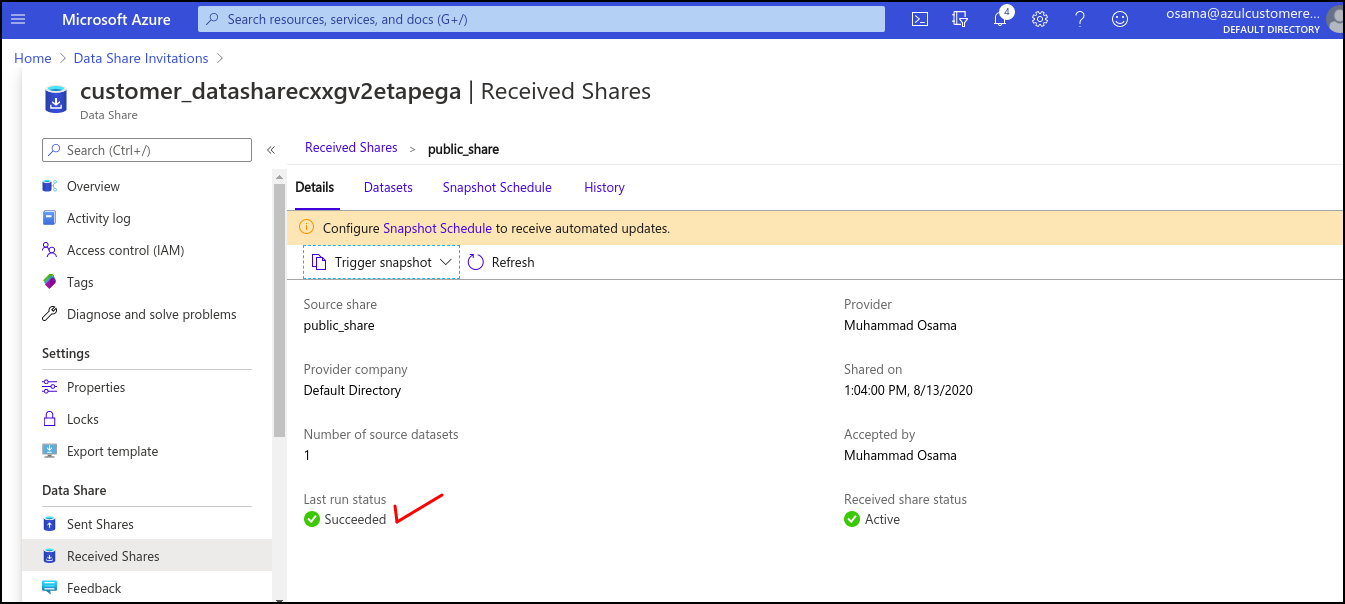 Microsoft Azure
Search resources, services, and docs (G+/)
4
osama@azulcustomere...
DEFAULT DIRECTORY
Home > Data Share Invitations >
customer_datasharecxxgv2etapega | Received Shares
Data Share
Search (Ctrl+/)
«
Overview
Activity log
Access control (IAM)
Tags
Diagnose and solve problems
Settings
Properties
Locks
Export template
Data Share
Sent Shares
Received Shares
Feedback
Received Shares > public_share
Details Datasets Snapshot Schedule History
Configure Snapshot Schedule to receive automated updates.
Trigger snapshot Refresh
Source share
public_share
Provider
Muhammad Osama
Provider company
Default Directory
Shared on
1:04:00 PM, 8/13/2020
Number of source datasets
1
Accepted by
Muhammad Osama
Last run status
Succeeded
Received share status
Active